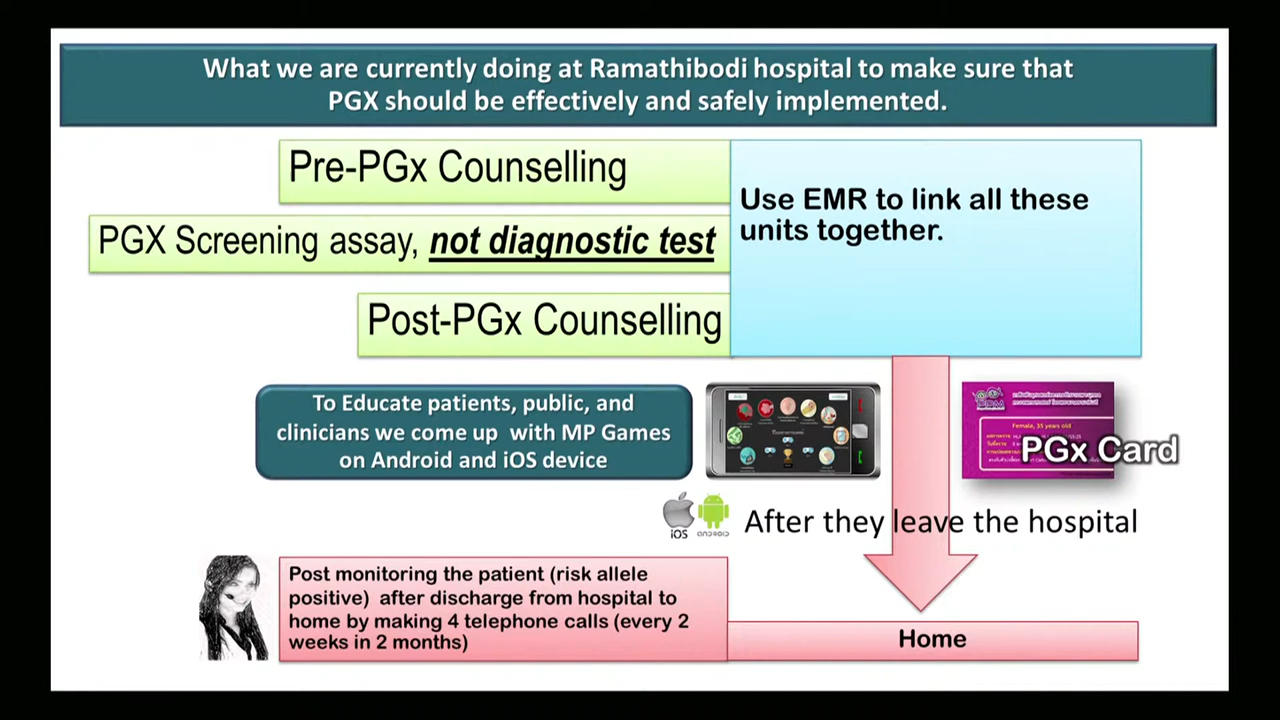 What we are currently doing at Ramathibodi hospital to make sure that
PGX should be effectively and safely implemented.
Pre-PGx Counselling
PGX Screening assay, not diagnostic test
Post-PGx Counselling
Use EMR to link all these
units together.
To Educate patients, public, and
clinicians we come up with MP Games
on Android and iOS device
Female, 35 years old
PGx Card
iOS
ANDROID
After they leave the hospital
Post monitoring the patient (risk allele
positive) after discharge from hospital to
home by making 4 telephone calls (every 2
weeks in 2 months)
Home